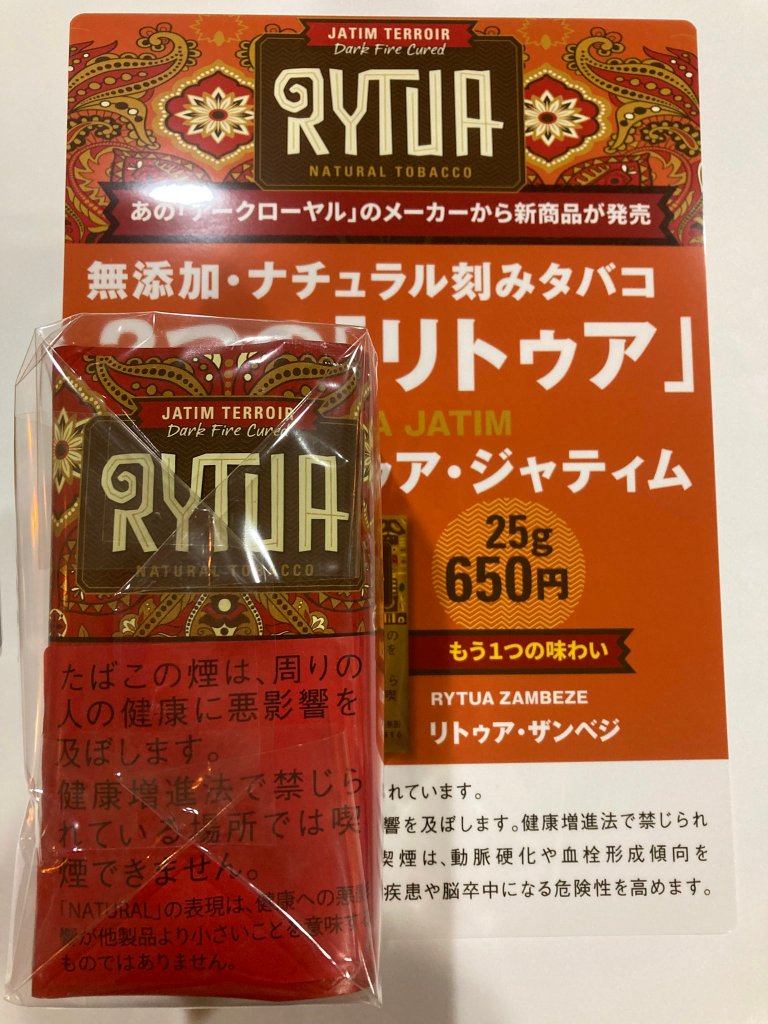 JATIM TERROIR
Dark Fire Cured
RYTUA
NATURAL TOBACCO
あの「アークローヤル」のメーカーから新商品が発売
無添加・ナチュラル刻みタバコ
「リトゥア」
JATIM
ゥア・ジャティム
25g
650円
もう1つの味わい
RYTUA ZAMBEZE
リトゥア・ザンベジ
れています。
響を及ぼします。健康増進法で禁じられ
喫煙は、動脈硬化や血栓形成傾向を
疾患や脳卒中になる危険性を高めます。
JATIM TERROIR
Dark Fire Cured
RYTUA
NATURAL TOBACCO
たばこの煙は、周りの
人の健康に悪影響を
及ぼします。
健康増進法で禁じら
れている場所では喫
煙できません。
「NATURAL」の表現は、健康への悪影
響が他製品より小さいことを意味する
ものではありません。